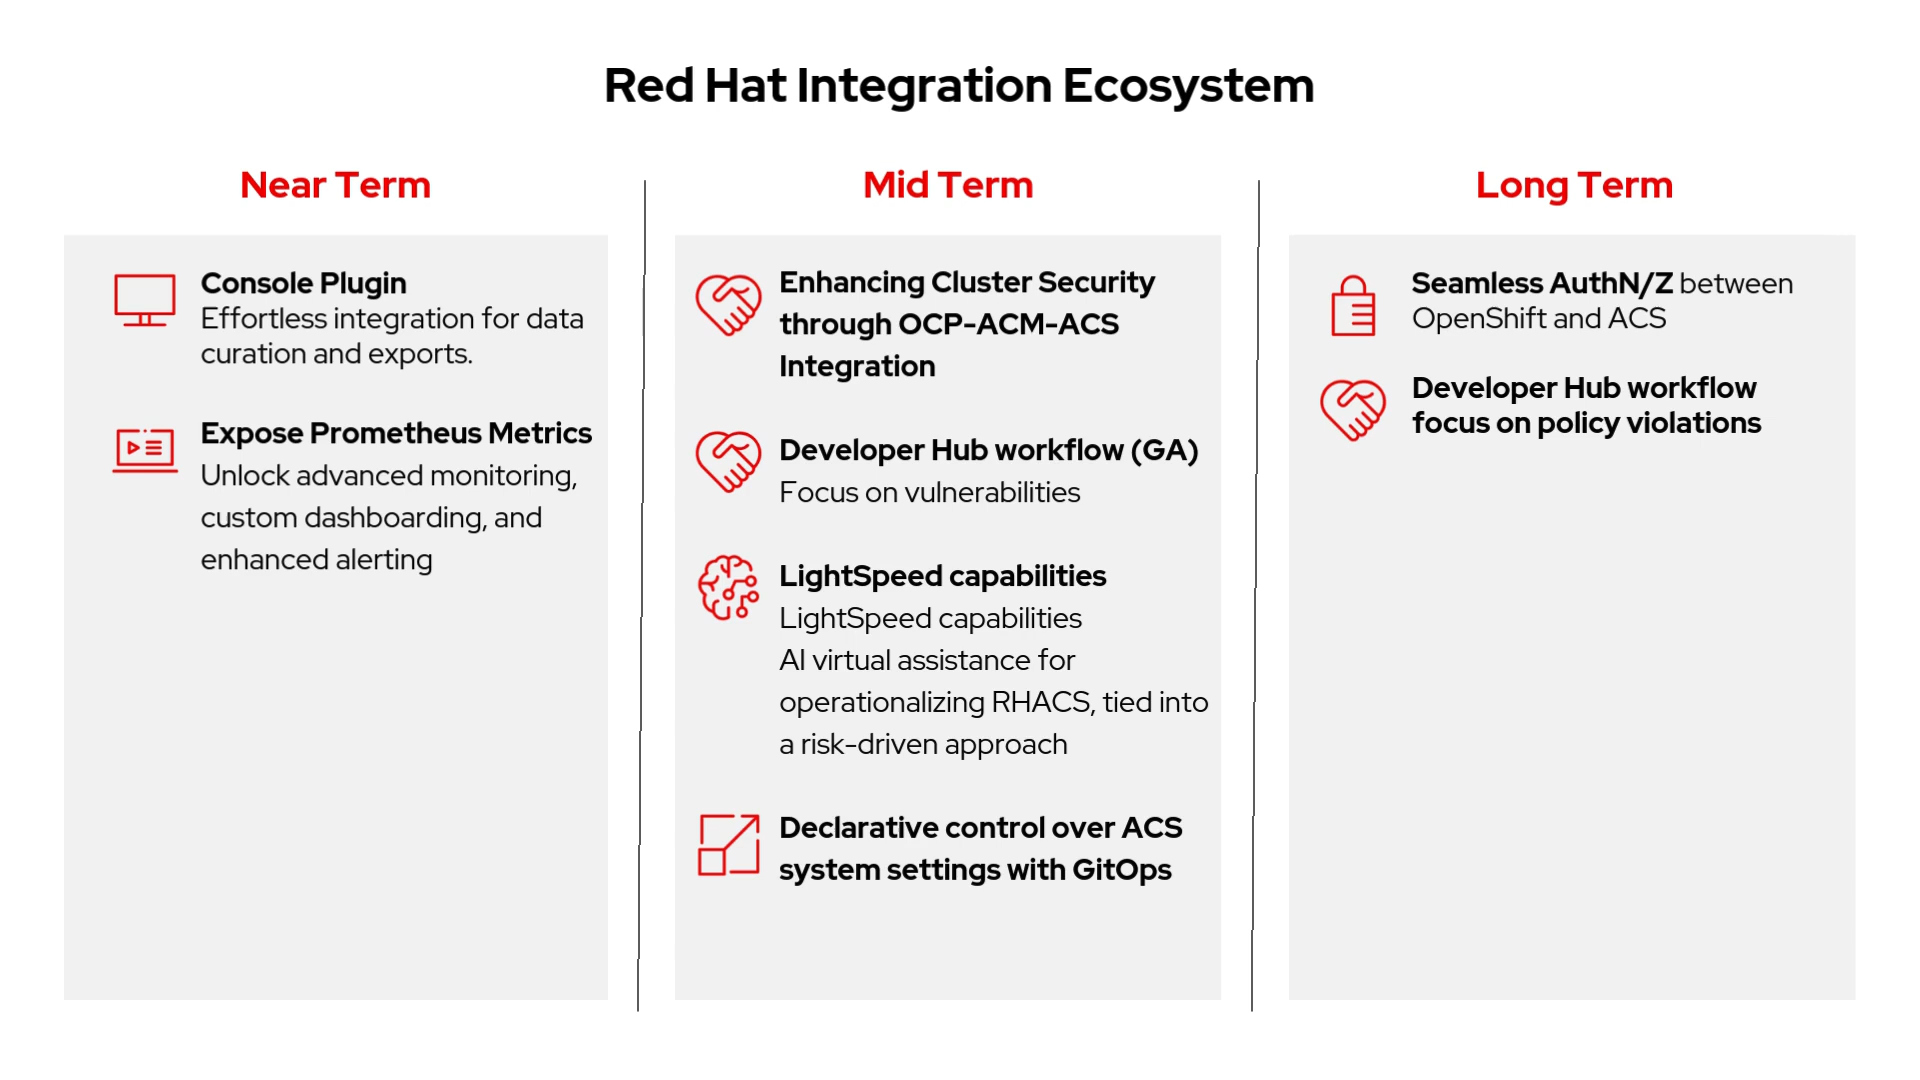 Red Hat Integration Ecosystem
Near Term
Console Plugin
Effortless integration for data
curation and exports.
Expose Prometheus Metrics
Unlock advanced monitoring,
custom dashboarding, and
enhanced alerting
Mid Term
Enhancing Cluster Security
through OCP-ACM-ACS
Integration
Developer Hub workflow (GA)
Focus on vulnerabilities
LightSpeed capabilities
LightSpeed capabilities
AI virtual assistance for
operationalizing RHACS, tied into
a risk-driven approach
Declarative control over ACS
system settings with GitOps
Long Term
Seamless AuthN/Z between
OpenShift and ACS
Developer Hub workflow
focus on policy violations